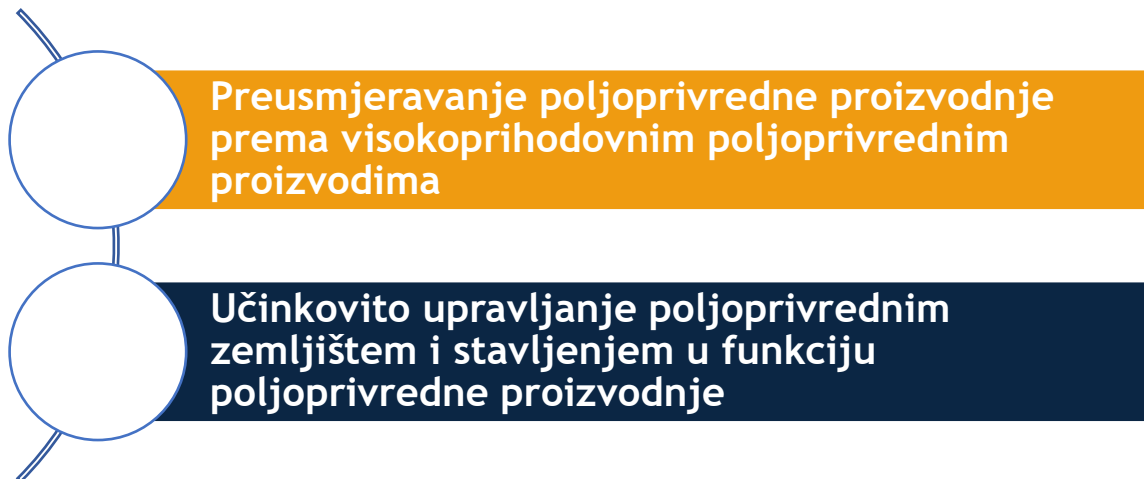 Preusmjeravanje poljoprivredne proizvodnje
prema visokoprihodovnim poljoprivrednim
proizvodima
Učinkovito upravljanje poljoprivrednim
zemljištem i stavljenjem u funkciju
poljoprivredne proizvodnje